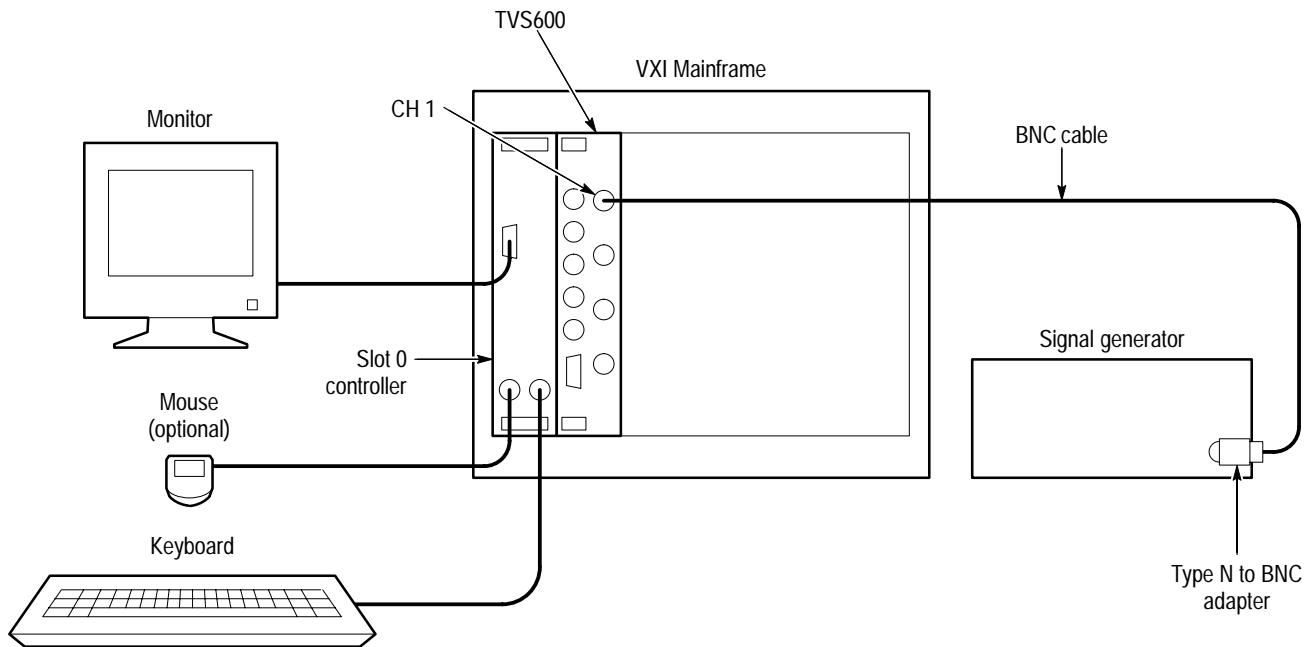 TVS600
VXI Mainframe
CH 1
Monitor
BNC cable
Slot 0
controller
Signal generator
Mouse
(optional)
Keyboard
Type N to BNC
adapter